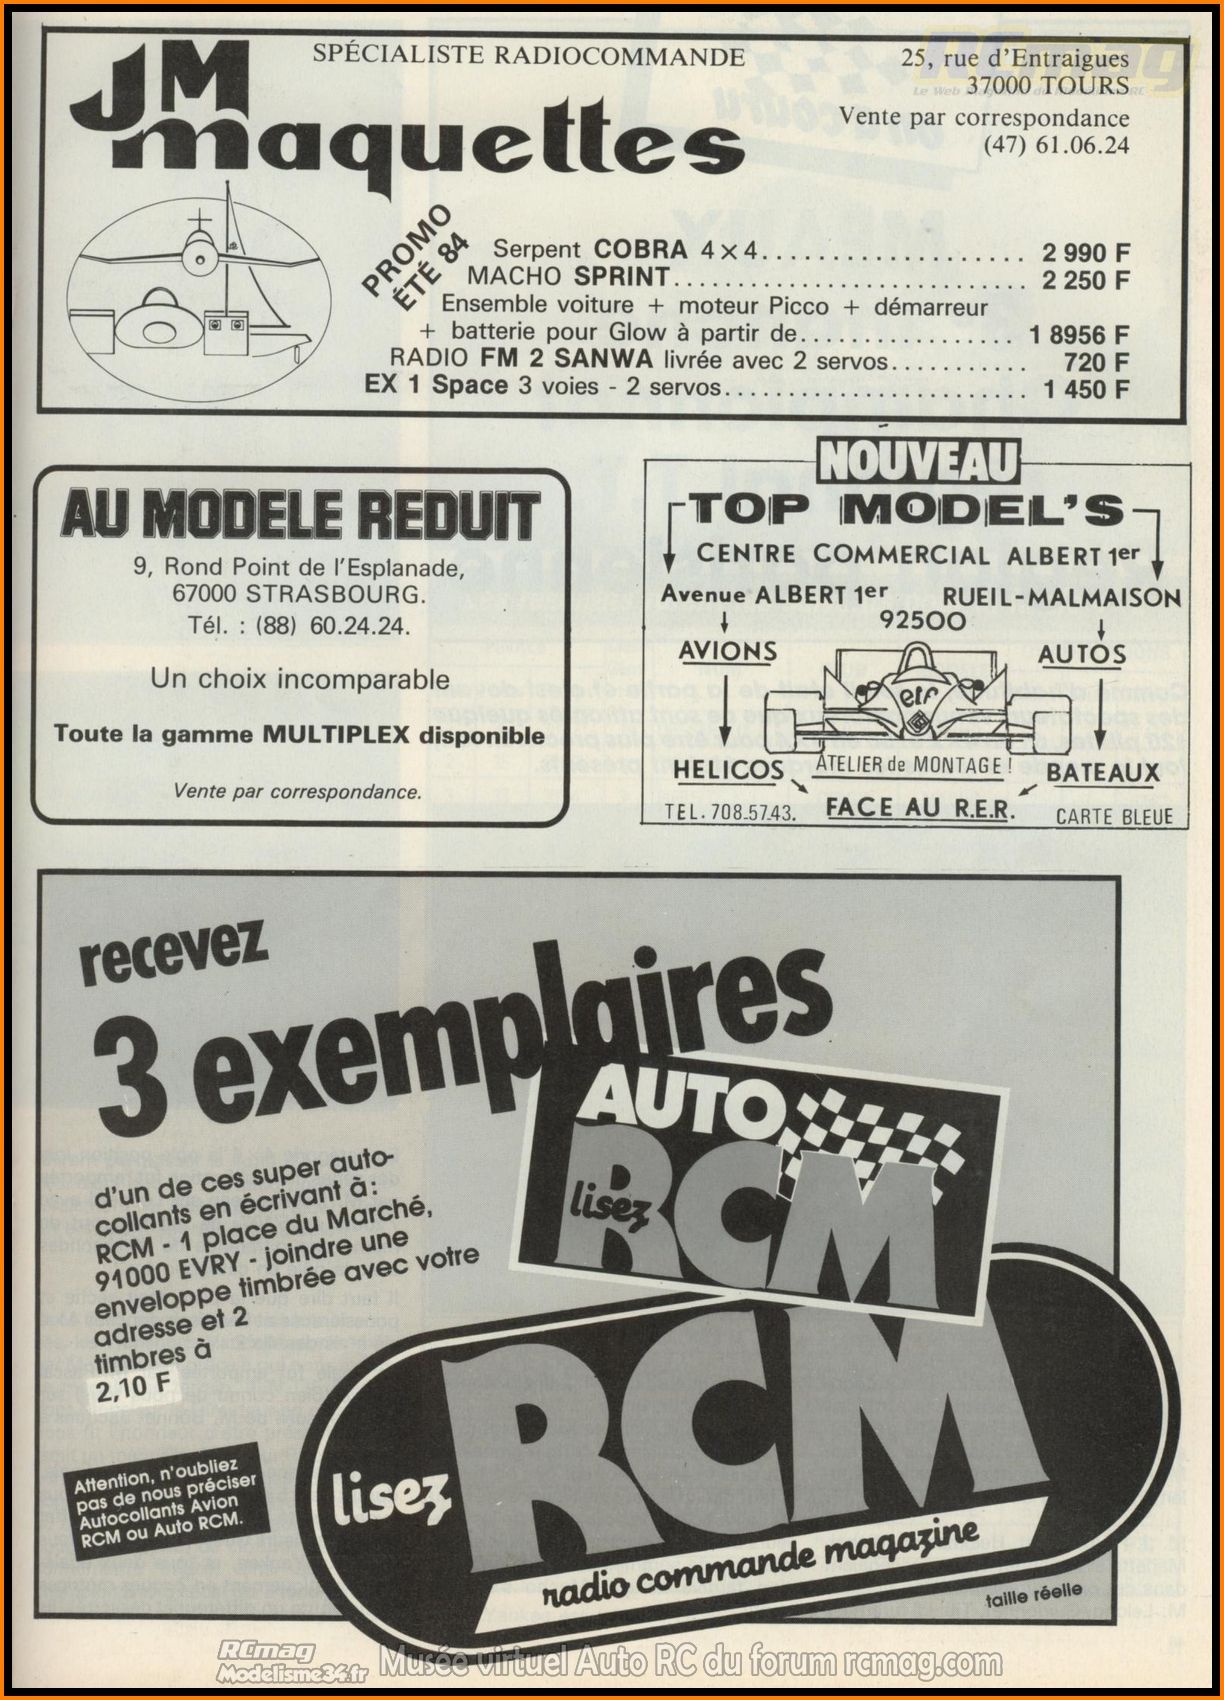 JM maquettes
SPÉCIALISTE RADIOCOMMANDE
25, rue d'Entraigues
37000 TOURS
Vente par correspondance
(47) 61.06.24
RCmag
PROMO
ÉTÉ 84
Serpent COBRA 4×4.................... 2 990 F
MACHO SPRINT............................ 2 250 F
Ensemble voiture + moteur Picco + démarreur
+ batterie pour Glow à partir de................. 1 8956 F
RADIO FM 2 SANWA livrée avec 2 servos........... 720 F
EX 1 Space 3 voies - 2 servos........................ 1 450 F
AU MODELE REDUIT
9, Rond Point de l'Esplanade,
67000 STRASBOURG.
Tél. : (88) 60.24.24.
Un choix incomparable
Toute la gamme MULTIPLEX disponible
Vente par correspondance.
NOUVEAU
TOP MODEL'S
CENTRE COMMERCIAL ALBERT 1er
Avenue ALBERT 1er RUEIL-MALMAISON
92500
AVIONS AUTOS
elf
HELICOS ATELIER de MONTAGE! BATEAUX
TEL. 708.57.43. FACE AU R.E.R. CARTE BLEUE
recevez
3 exemplaires
d'un de ces super auto-
collants en écrivant à :
RCM - 1 place du Marché,
91000 EVRY - joindre une
enveloppe timbrée avec votre
adresse et 2
timbres à
2,10 F
AUTO
lisez RCM
Attention, n'oubliez
pas de nous préciser
Autocollants Avion
RCM ou Auto RCM.
lisez RCM
radio commande magazine
taille réelle
RCmag
Modelisme34.fr
Musée virtuel Auto RC du forum rcmag.com